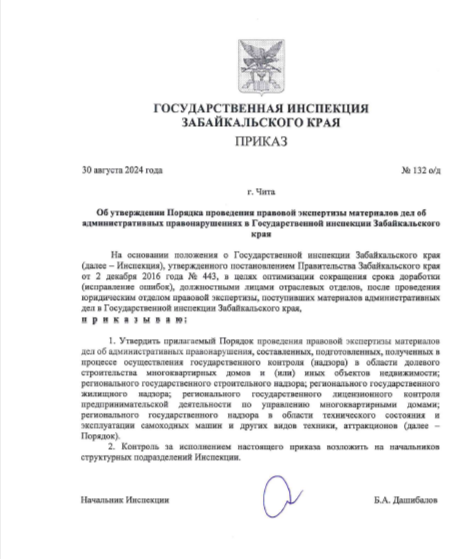 ГОСУДАРСТВЕННАЯ ИНСПЕКЦИЯ
ЗАБАЙКАЛЬСКОГО КРАЯ
ПРИКАЗ
30 августа 2024 года № 132 о/д
г. Чита
Об утверждении Порядка проведения правовой экспертизы материалов дел об
административных правонарушениях в Государственной инспекции Забайкальского
края
На основании положения о Государственной инспекции Забайкальского края
(далее – Инспекция), утвержденного постановлением Правительства Забайкальского края
от 2 декабря 2016 года № 443, в целях оптимизации сокращения срока доработки
(исправление ошибок), должностными лицами отраслевых отделов, после проведения
юридическим отделом правовой экспертизы, поступивших материалов административных
дел в Государственной инспекции Забайкальского края,
п р и к а з ы в а ю:
1. Утвердить прилагаемый Порядок проведения правовой экспертизы материалов
дел об административных правонарушения, составленных, подготовленных, полученных в
процессе осуществления государственного контроля (надзора) в области долевого
строительства многоквартирных домов и (или) иных объектов недвижимости;
регионального государственного строительного надзора; регионального государственного
жилищного надзора; регионального государственного лицензионного контроля
предпринимательской деятельности по управлению многоквартирными домами;
регионального государственного надзора в области технического состояния и
эксплуатации самоходных машин и других видов техники, аттракционов (далее –
Порядок).
2. Контроль за исполнением настоящего приказа возложить на начальников
структурных подразделений Инспекции.
Начальник Инспекции Б.А. Дашибалов